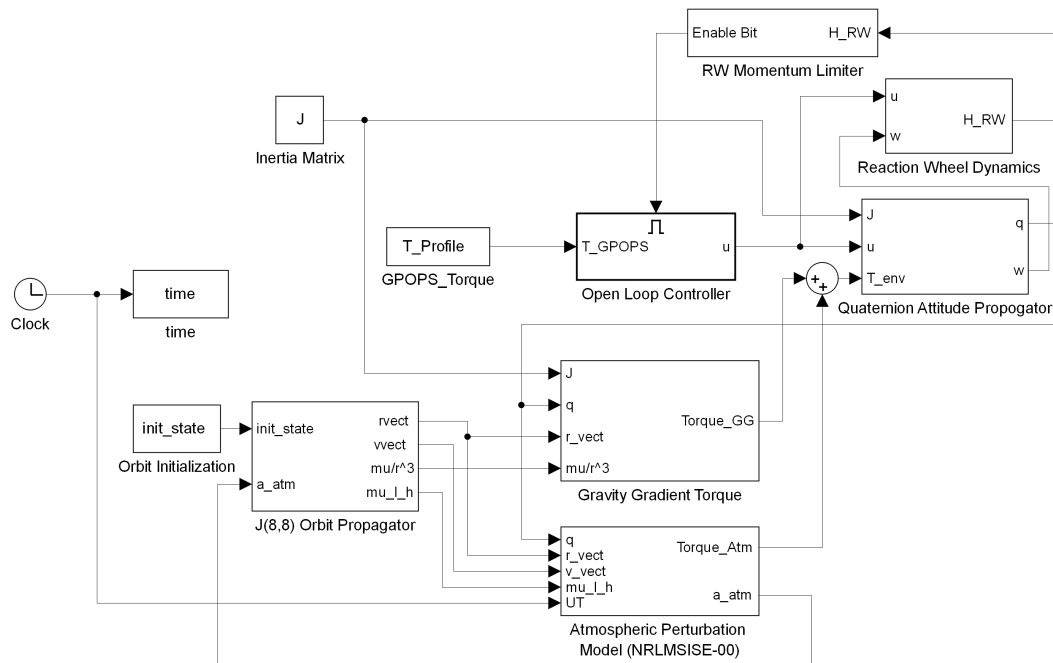 Enable Bit
H_RW
RW Momentum Limiter
J
Inertia Matrix
u
w
H_RW
Reaction Wheel Dynamics
T_Profile
GPOPS_Torque
T_GPOPS
u
Open Loop Controller
J
u
T_env
q
w
Quaternion Attitude Propogator
+
+
Clock
time
time
init_state
Orbit Initialization
init_state
a_atm
rvect
vvect
mu/r^3
mu_l_h
J(8,8) Orbit Propagator
J
q
r_vect
mu/r^3
Torque_GG
Gravity Gradient Torque
q
r_vect
v_vect
mu_l_h
UT
Torque_Atm
a_atm
Atmospheric Perturbation
Model (NRLMSISE-00)